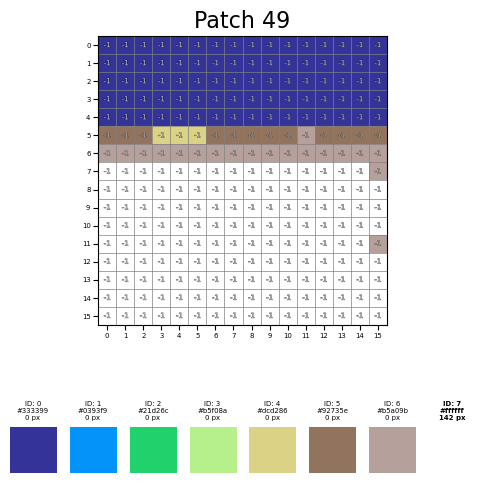 Patch 49
0 -1 -1 -1 -1 -1 -1 -1 -1 -1 -1 -1 -1 -1 -1 -1 -1
1 -1 -1 -1 -1 -1 -1 -1 -1 -1 -1 -1 -1 -1 -1 -1 -1
2 -1 -1 -1 -1 -1 -1 -1 -1 -1 -1 -1 -1 -1 -1 -1 -1
3 -1 -1 -1 -1 -1 -1 -1 -1 -1 -1 -1 -1 -1 -1 -1 -1
4 -1 -1 -1 -1 -1 -1 -1 -1 -1 -1 -1 -1 -1 -1 -1 -1
5 -1 -1 -1 -1 -1 -1 -1 -1 -1 -1 -1 -1 -1 -1 -1 -1
6 -1 -1 -1 -1 -1 -1 -1 -1 -1 -1 -1 -1 -1 -1 -1 -1
7 -1 -1 -1 -1 -1 -1 -1 -1 -1 -1 -1 -1 -1 -1 -1 -1
8 -1 -1 -1 -1 -1 -1 -1 -1 -1 -1 -1 -1 -1 -1 -1 -1
9 -1 -1 -1 -1 -1 -1 -1 -1 -1 -1 -1 -1 -1 -1 -1 -1
10 -1 -1 -1 -1 -1 -1 -1 -1 -1 -1 -1 -1 -1 -1 -1 -1
11 -1 -1 -1 -1 -1 -1 -1 -1 -1 -1 -1 -1 -1 -1 -1 -1
12 -1 -1 -1 -1 -1 -1 -1 -1 -1 -1 -1 -1 -1 -1 -1 -1
13 -1 -1 -1 -1 -1 -1 -1 -1 -1 -1 -1 -1 -1 -1 -1 -1
14 -1 -1 -1 -1 -1 -1 -1 -1 -1 -1 -1 -1 -1 -1 -1 -1
15 -1 -1 -1 -1 -1 -1 -1 -1 -1 -1 -1 -1 -1 -1 -1 -1
0 1 2 3 4 5 6 7 8 9 10 11 12 13 14 15
ID: 0 ID: 1 ID: 2 ID: 3 ID: 4 ID: 5 ID: 6 ID: 7
#333399 #0393f9 #21d26c #b5f08a #dcd286 #92735e #b5a09b #ffffff
0 px 0 px 0 px 0 px 0 px 0 px 0 px 142 px